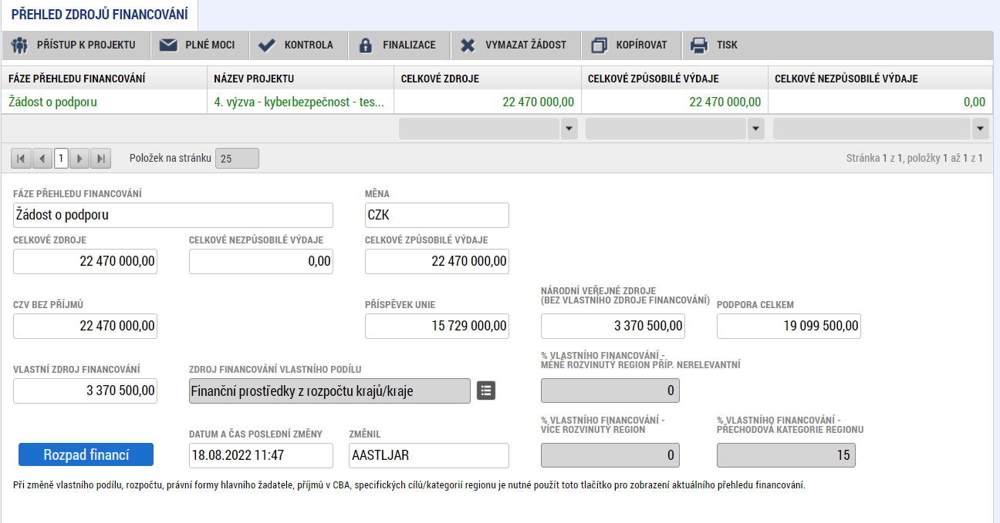 PŘEHLED ZDROJŮ FINANCOVÁNÍ
PŘÍSTUP K PROJEKTU PLNÉ MOCI KONTROLA FINALIZACE VYMAZAT ŽÁDOST KOPÍROVAT TISK
FÁZE PŘEHLEDU FINANCOVÁNÍ NÁZEV PROJEKTU CELKOVÉ ZDROJE CELKOVÉ ZPŮSOBILÉ VÝDAJE CELKOVÉ NEZPŮSOBILÉ VÝDAJE
Žádost o podporu 4. výzva - kyberbezpečnost - tes... 22 470 000,00 22 470 000,00 0,00
1 Položek na stránku 25 Stránka 1 z 1, položky 1 až 1 z 1
FÁZE PŘEHLEDU FINANCOVÁNÍ MĚNA
Žádost o podporu CZK
CELKOVÉ ZDROJE CELKOVÉ NEZPŮSOBILÉ VÝDAJE CELKOVÉ ZPŮSOBILÉ VÝDAJE
22 470 000,00 0,00 22 470 000,00
NÁRODNÍ VEŘEJNÉ ZDROJE
(BEZ VLASTNÍHO ZDROJE FINANCOVÁNÍ)
CZV BEZ PŘÍJMŮ PŘÍSPĚVEK UNIE PODPORA CELKEM
22 470 000,00 15 729 000,00 3 370 500,00 19 099 500,00
% VLASTNÍHO FINANCOVÁNÍ -
MÉNĚ ROZVINUTÝ REGION PŘÍP. NERELEVANTNÍ
VLASTNÍ ZDROJ FINANCOVÁNÍ ZDROJ FINANCOVÁNÍ VLASTNÍHO PODÍLU
3 370 500,00 Finanční prostředky z rozpočtu krajů/kraje 0
% VLASTNÍHO FINANCOVÁNÍ - % VLASTNÍHO FINANCOVÁNÍ -
VÍCE ROZVINUTÝ REGION PŘECHODOVÁ KATEGORIE REGIONU
DATUM A ČAS POSLEDNÍ ZMĚNY ZMĚNIL
Rozpad financí 18.08.2022 11:47 AASTLJAR 0 15
Při změně vlastního podílu, rozpočtu, právní formy hlavního žadatele, příjmů v CBA, specifických cílů/kategorií regionu je nutné použít toto tlačítko pro zobrazení aktuálního přehledu financování.